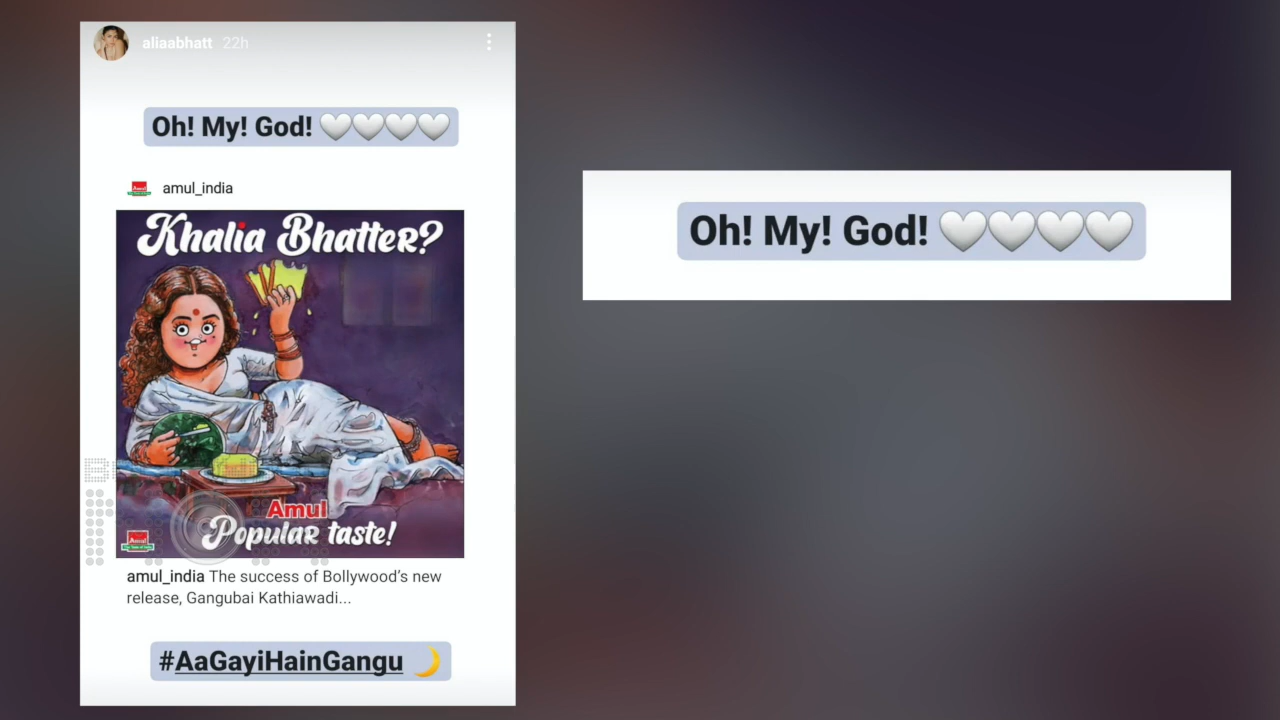 aliaabhatt 22h
Oh! My! God! 🤍🤍🤍🤍
amul_india
Khalia Bhatter?
Amul
Popular taste!
Amul
amul_india The success of Bollywood's new
release, Gangubai Kathiawadi...
#AaGayiHainGangu 🌙
Oh! My! God! 🤍🤍🤍🤍